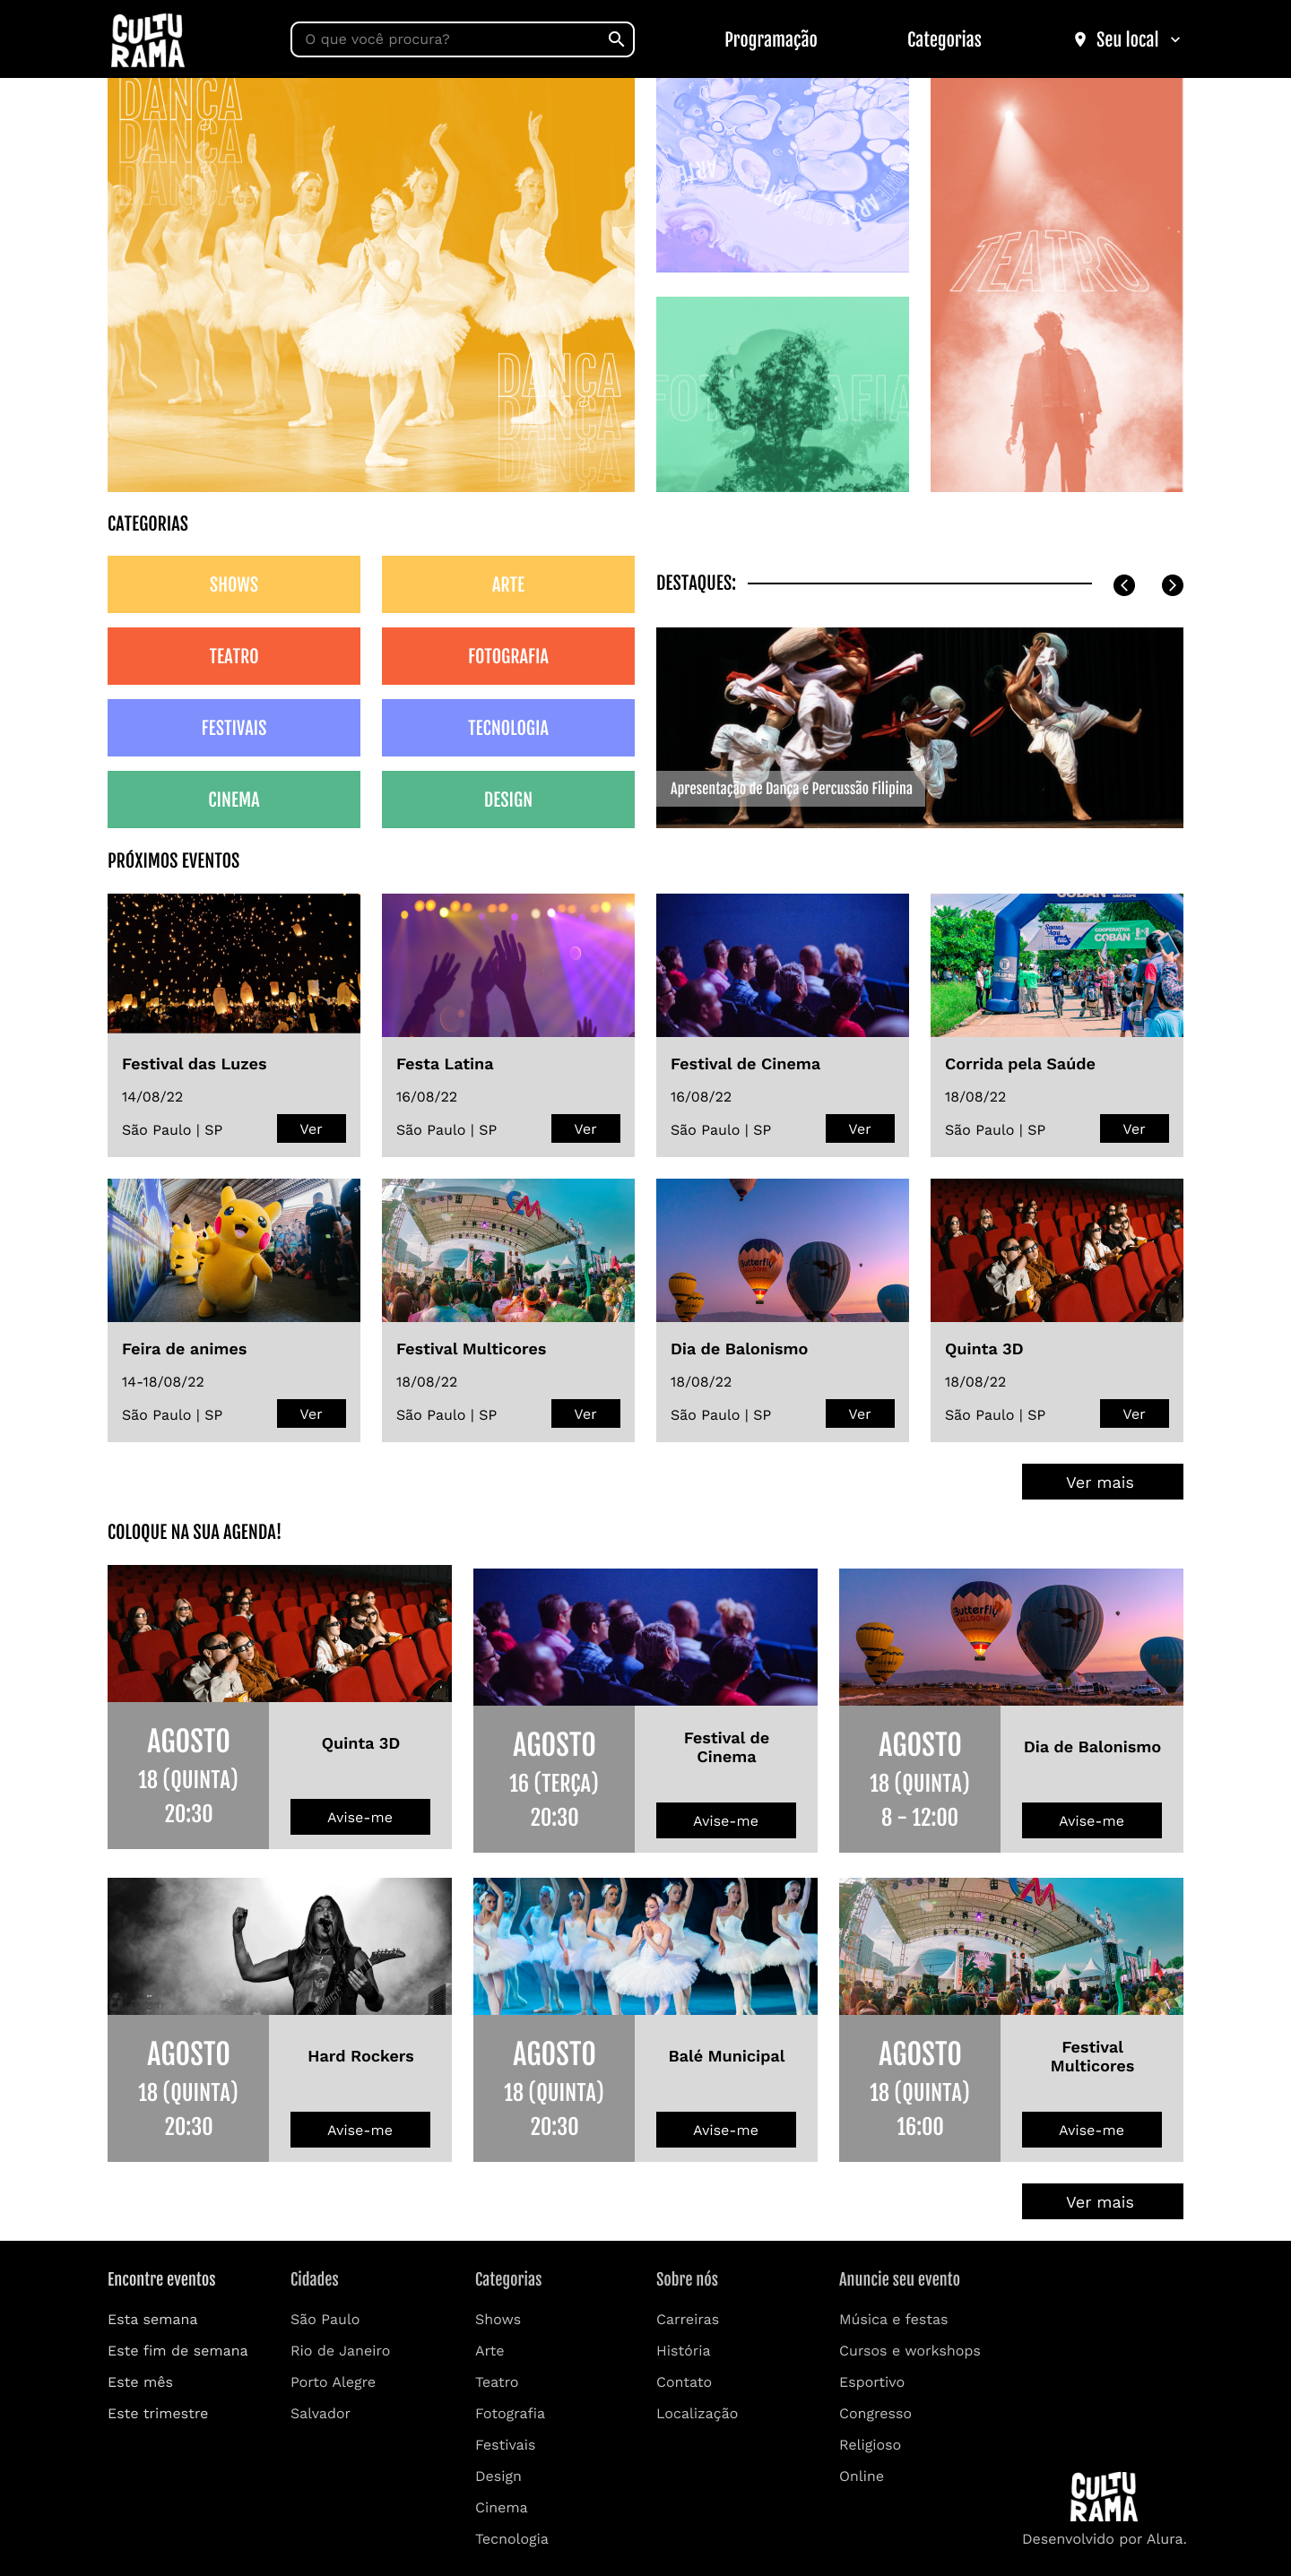 CULTU
RAMA
O que você procura?
Programação
Categorias
Seu local
DANÇA
DANÇA
DANÇA
DANÇA
DANÇA
DANÇA
ARTE
ARTE
ARTE
TEATRO
CATEGORIAS
SHOWS
ARTE
TEATRO
FOTOGRAFIA
FESTIVAIS
TECNOLOGIA
CINEMA
DESIGN
DESTAQUES:
Apresentação de Dança e Percussão Filipina
PRÓXIMOS EVENTOS
COBÁN
COOPERATIVA
COBÁN
Festival das Luzes
14/08/22
São Paulo | SP
Ver
Festa Latina
16/08/22
São Paulo | SP
Ver
Festival de Cinema
16/08/22
São Paulo | SP
Ver
Corrida pela Saúde
18/08/22
São Paulo | SP
Ver
SECURITY
CM
Butterfly
BALLOONS
Feira de animes
14-18/08/22
São Paulo | SP
Ver
Festival Multicores
18/08/22
São Paulo | SP
Ver
Dia de Balonismo
18/08/22
São Paulo | SP
Ver
Quinta 3D
18/08/22
São Paulo | SP
Ver
Ver mais
COLOQUE NA SUA AGENDA!
AGOSTO
18 (QUINTA)
20:30
Quinta 3D
Avise-me
AGOSTO
16 (TERÇA)
20:30
Festival de
Cinema
Avise-me
Butterfly
BALLOONS
AGOSTO
18 (QUINTA)
8 - 12:00
Dia de Balonismo
Avise-me
AGOSTO
18 (QUINTA)
20:30
Hard Rockers
Avise-me
AGOSTO
18 (QUINTA)
20:30
Balé Municipal
Avise-me
CM
AGOSTO
18 (QUINTA)
16:00
Festival
Multicores
Avise-me
Ver mais
Encontre eventos
Esta semana
Este fim de semana
Este mês
Este trimestre
Cidades
São Paulo
Rio de Janeiro
Porto Alegre
Salvador
Categorias
Shows
Arte
Teatro
Fotografia
Festivais
Design
Cinema
Tecnologia
Sobre nós
Carreiras
História
Contato
Localização
Anuncie seu evento
Música e festas
Cursos e workshops
Esportivo
Congresso
Religioso
Online
CULTU
RAMA
Desenvolvido por Alura.